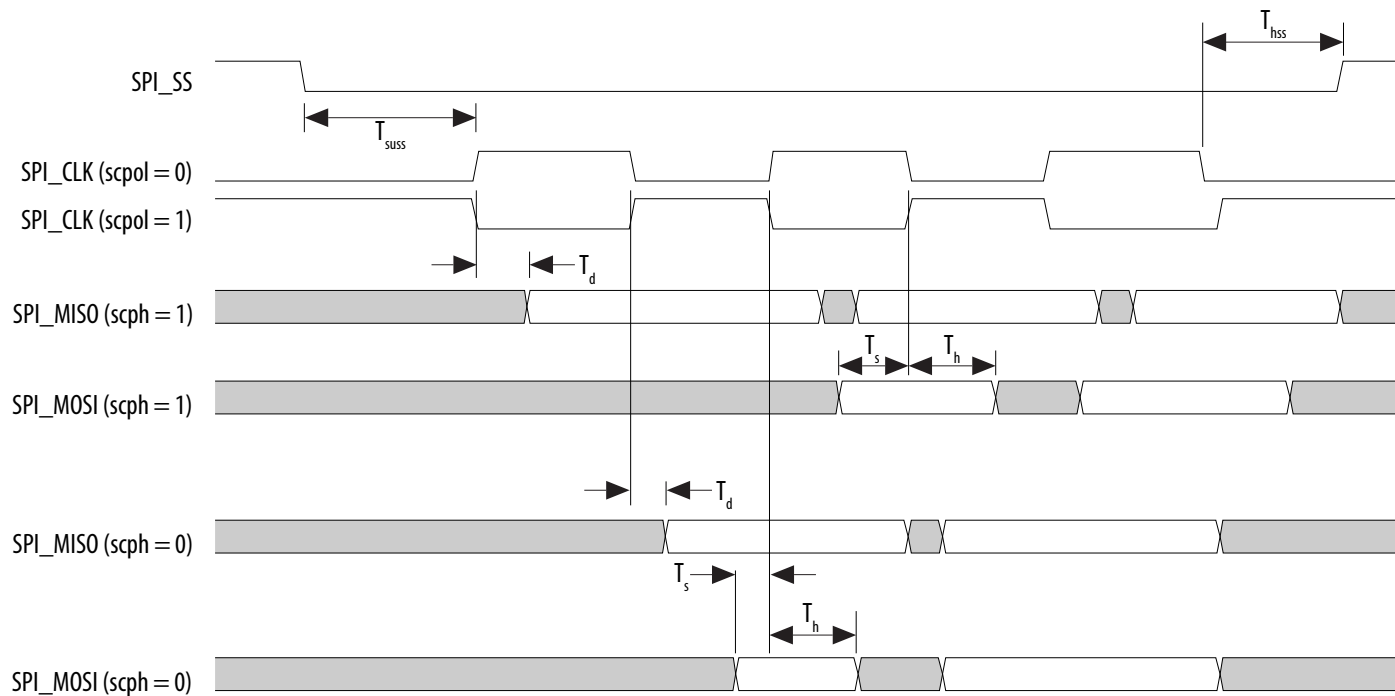 T_hss
SPI_SS
T_suss
SPI_CLK (scpol = 0)
SPI_CLK (scpol = 1)
T_d
SPI_MISO (scph = 1)
T_s
T_h
SPI_MOSI (scph = 1)
T_d
SPI_MISO (scph = 0)
T_s
T_h
SPI_MOSI (scph = 0)